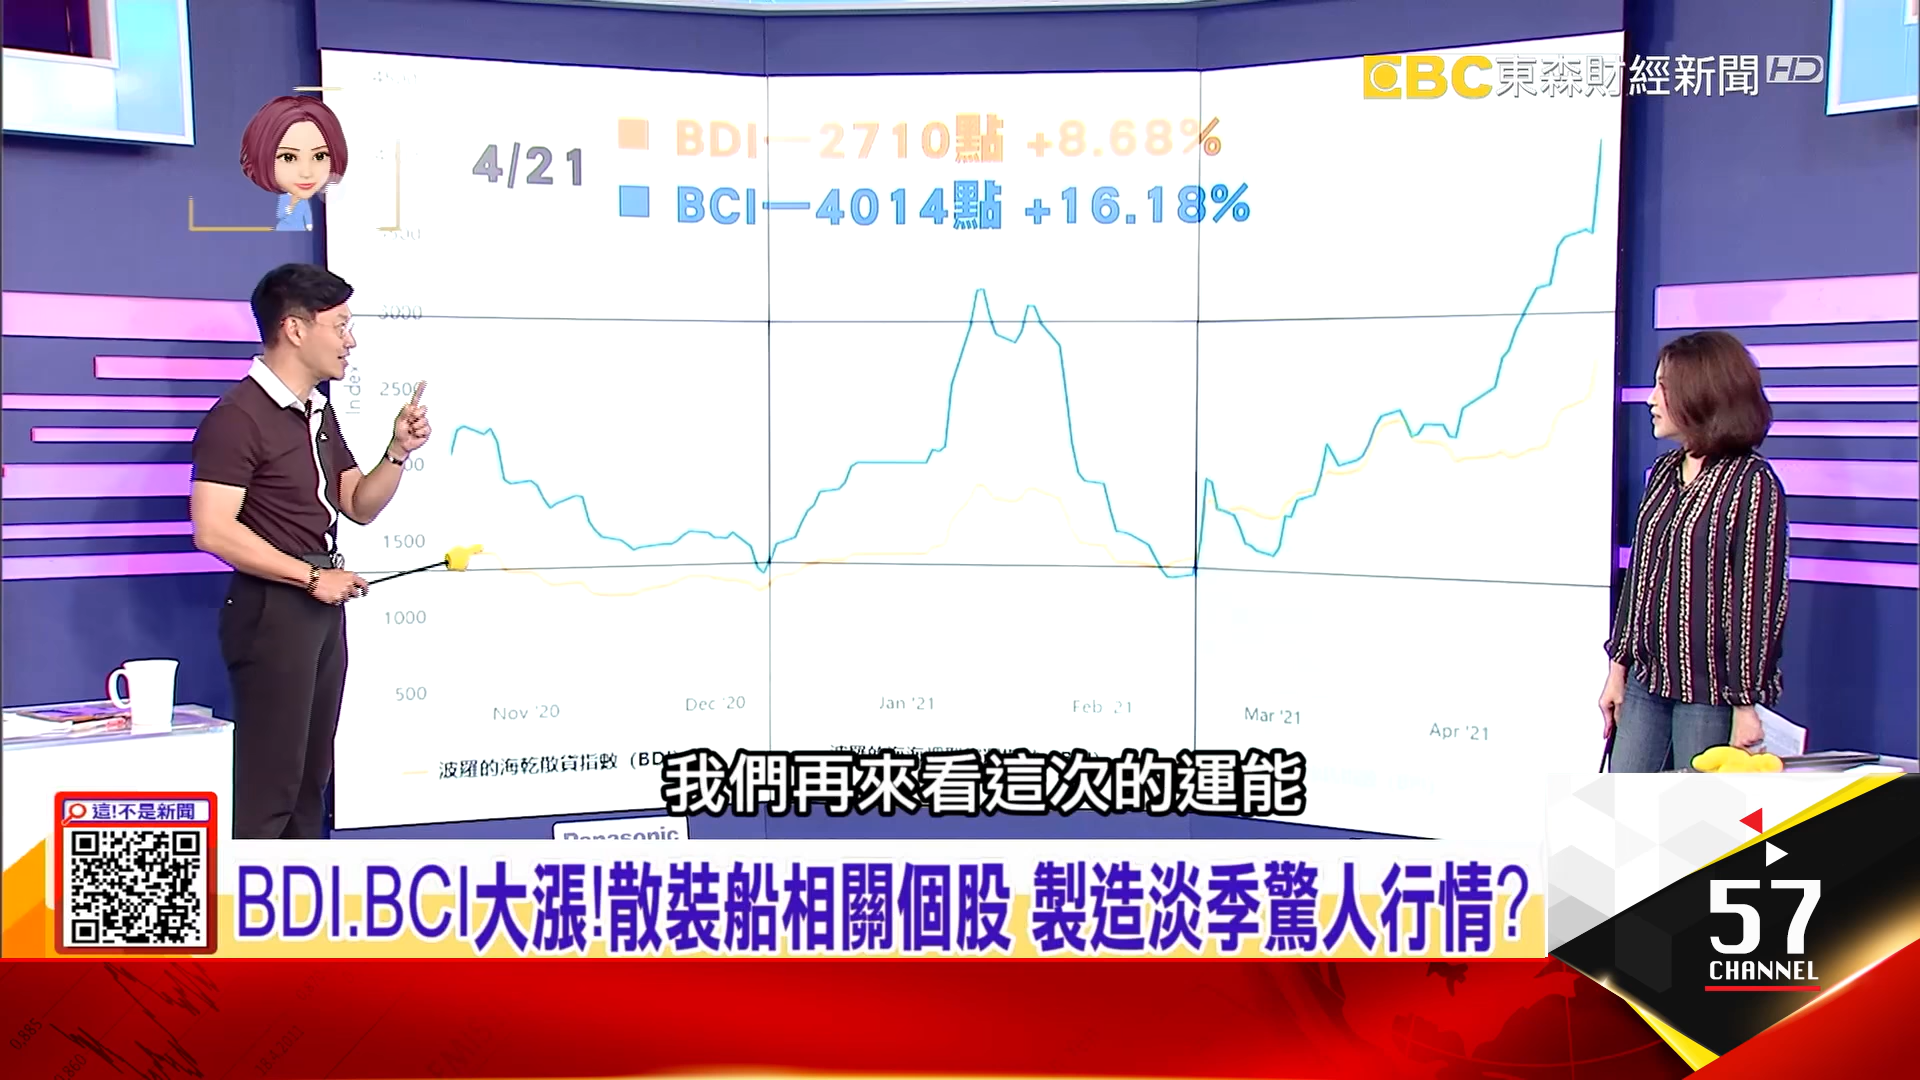 EBC東森財經新聞HD
4/21
BDI—2710點 +8.68%
BCI—4014點 +16.18%
3000
Index
2500
1500
1000
500
Nov '20
Dec '20
Jan '21
Feb '21
Mar '21
Apr '21
波羅的海乾散貨指數 (BDI
我們再來看這次的運能
Panasonic
這!不是新聞
BDI.BCI大漲!散裝船相關個股 製造淡季驚人行情?
57
CHANNEL